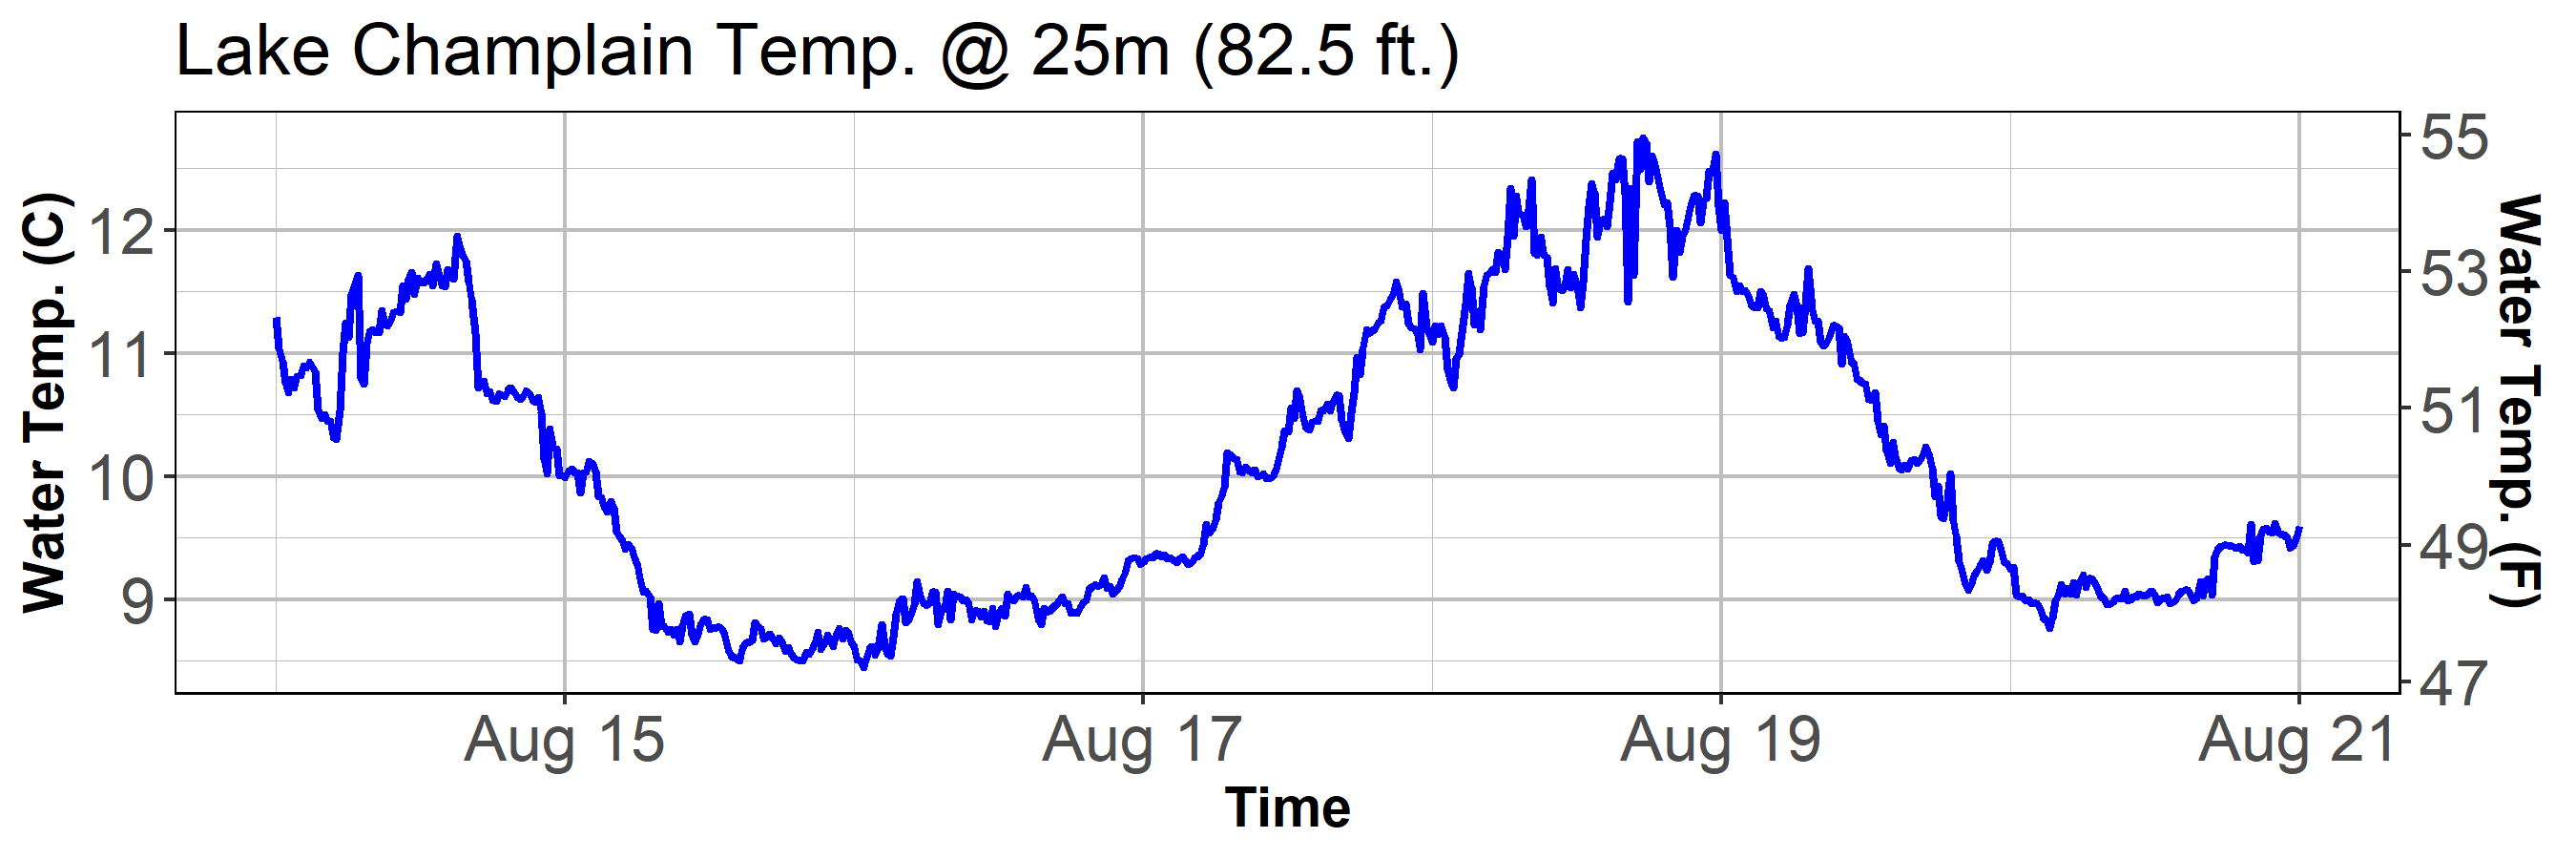 Lake Champlain Temp. @ 25m (82.5 ft.)
Water Temp. (C)
12
11
10
9
55
53
51
49
47
Water Temp. (F)
Aug 15 Aug 17 Aug 19 Aug 21
Time